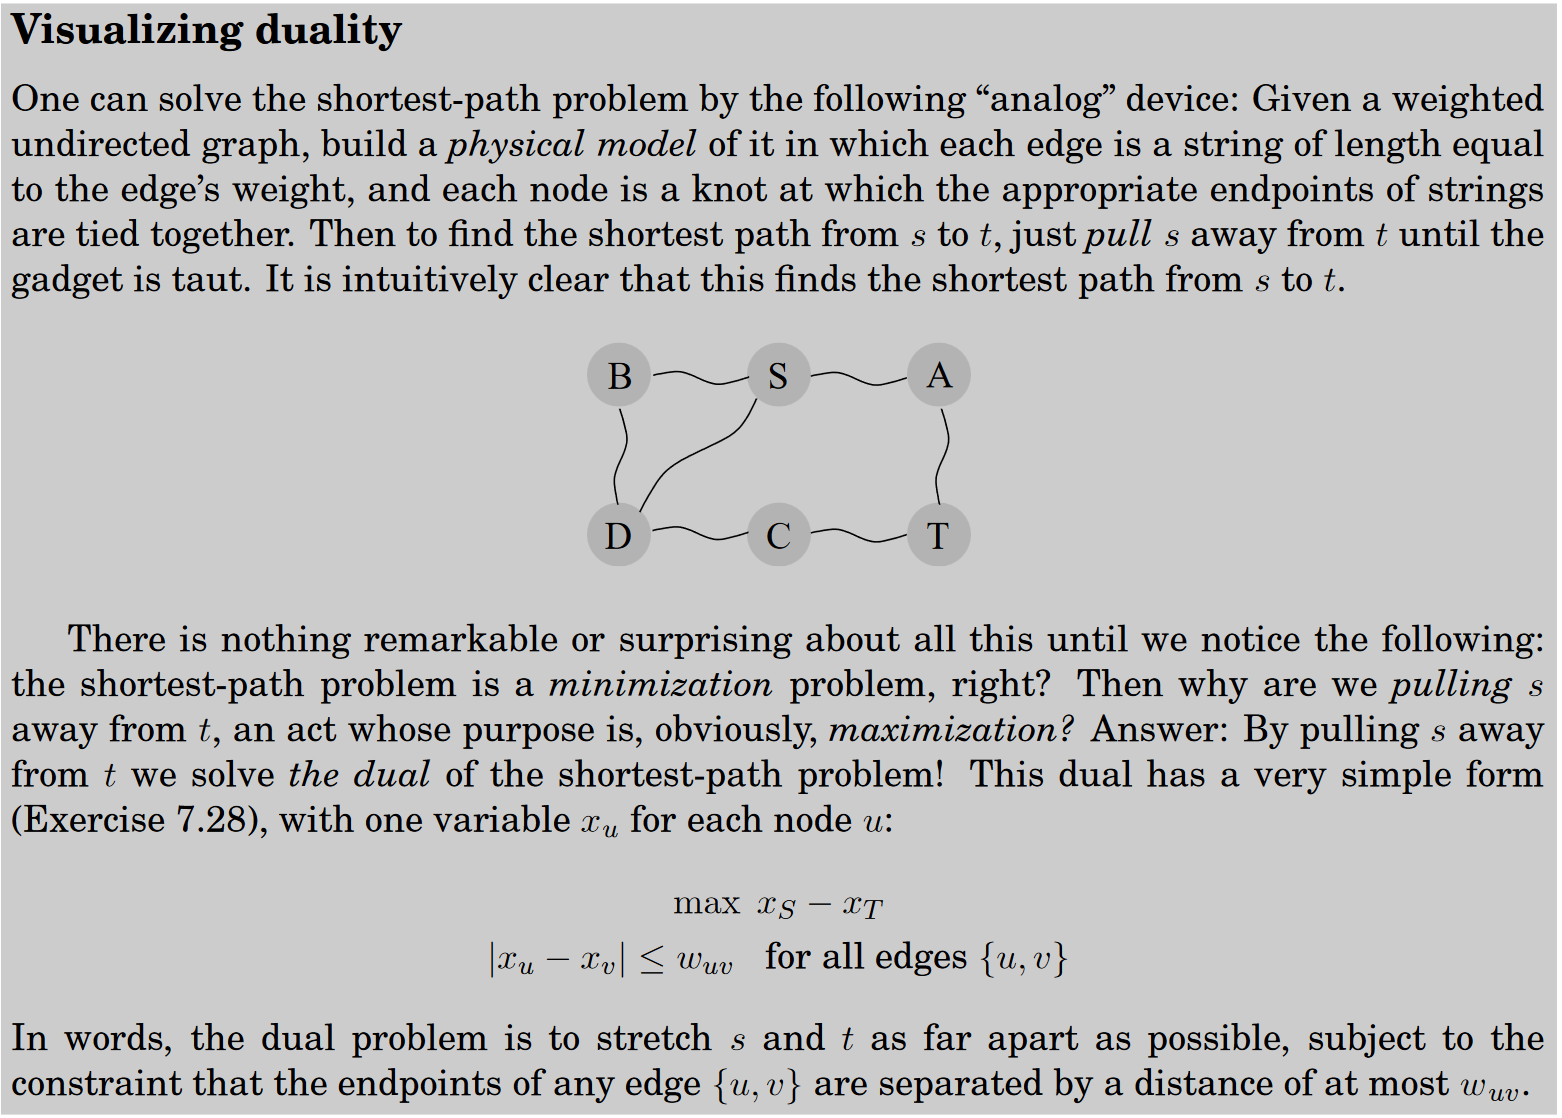 Visualizing duality
One can solve the shortest-path problem by the following “analog” device: Given a weighted
undirected graph, build a physical model of it in which each edge is a string of length equal
to the edge’s weight, and each node is a knot at which the appropriate endpoints of strings
are tied together. Then to find the shortest path from s to t, just pull s away from t until the
gadget is taut. It is intuitively clear that this finds the shortest path from s to t.
B S A
D C T
There is nothing remarkable or surprising about all this until we notice the following:
the shortest-path problem is a minimization problem, right? Then why are we pulling s
away from t, an act whose purpose is, obviously, maximization? Answer: By pulling s away
from t we solve the dual of the shortest-path problem! This dual has a very simple form
(Exercise 7.28), with one variable x_u for each node u:
max x_S − x_T
|x_u − x_v| ≤ w_{uv} for all edges {u, v}
In words, the dual problem is to stretch s and t as far apart as possible, subject to the
constraint that the endpoints of any edge {u, v} are separated by a distance of at most w_{uv}.